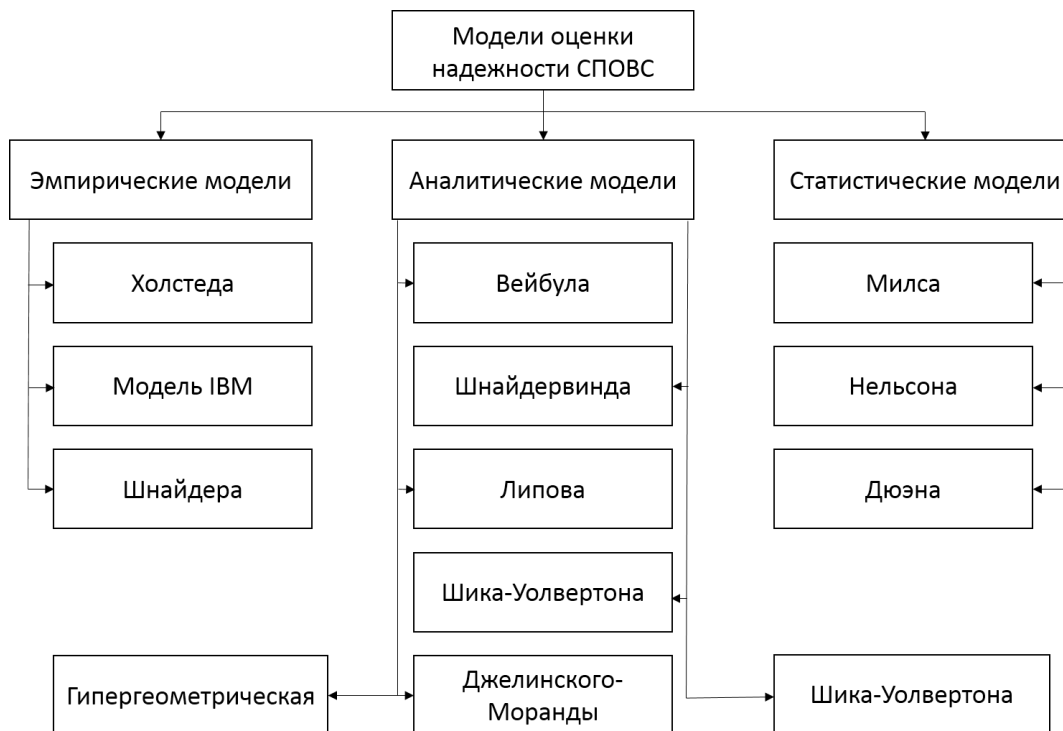 Модели оценки
надежности СПОВС
Эмпирические модели
Аналитические модели
Статистические модели
Холстеда
Вейбула
Милса
Модель IBM
Шнайдервинда
Нельсона
Шнайдера
Липова
Дюэна
Шика-Уолвертона
Гипергеометрическая
Джелинского-
Моранды
Шика-Уолвертона